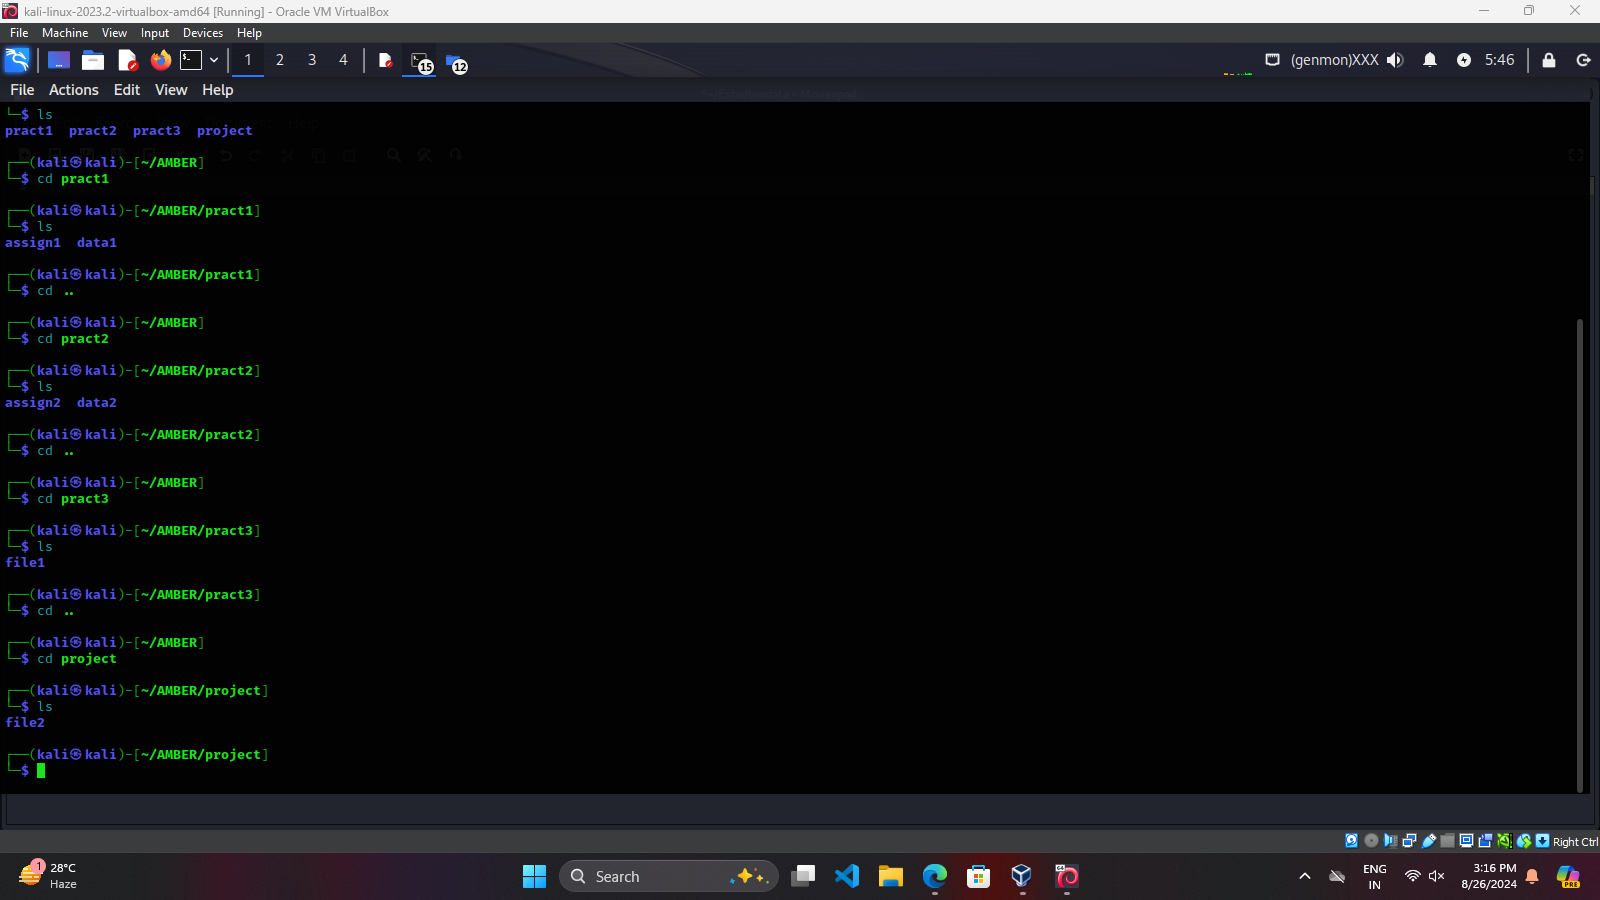 kali-linux-2023.2-virtualbox-amd64 [Running] - Oracle VM VirtualBox
File Machine View Input Devices Help
1 2 3 4 15 12 (genmon)XXX 5:46
File Actions Edit View Help
└─$ ls
pract1 pract2 pract3 project
┌──(kali㉿kali)-[~/AMBER]
└─$ cd pract1
┌──(kali㉿kali)-[~/AMBER/pract1]
└─$ ls
assign1 data1
┌──(kali㉿kali)-[~/AMBER/pract1]
└─$ cd ..
┌──(kali㉿kali)-[~/AMBER]
└─$ cd pract2
┌──(kali㉿kali)-[~/AMBER/pract2]
└─$ ls
assign2 data2
┌──(kali㉿kali)-[~/AMBER/pract2]
└─$ cd ..
┌──(kali㉿kali)-[~/AMBER]
└─$ cd pract3
┌──(kali㉿kali)-[~/AMBER/pract3]
└─$ ls
file1
┌──(kali㉿kali)-[~/AMBER/pract3]
└─$ cd ..
┌──(kali㉿kali)-[~/AMBER]
└─$ cd project
┌──(kali㉿kali)-[~/AMBER/project]
└─$ ls
file2
┌──(kali㉿kali)-[~/AMBER/project]
└─$
Right Ctrl
1 28°C
Haze
Search
ENG
IN
3:16 PM
8/26/2024
PRE